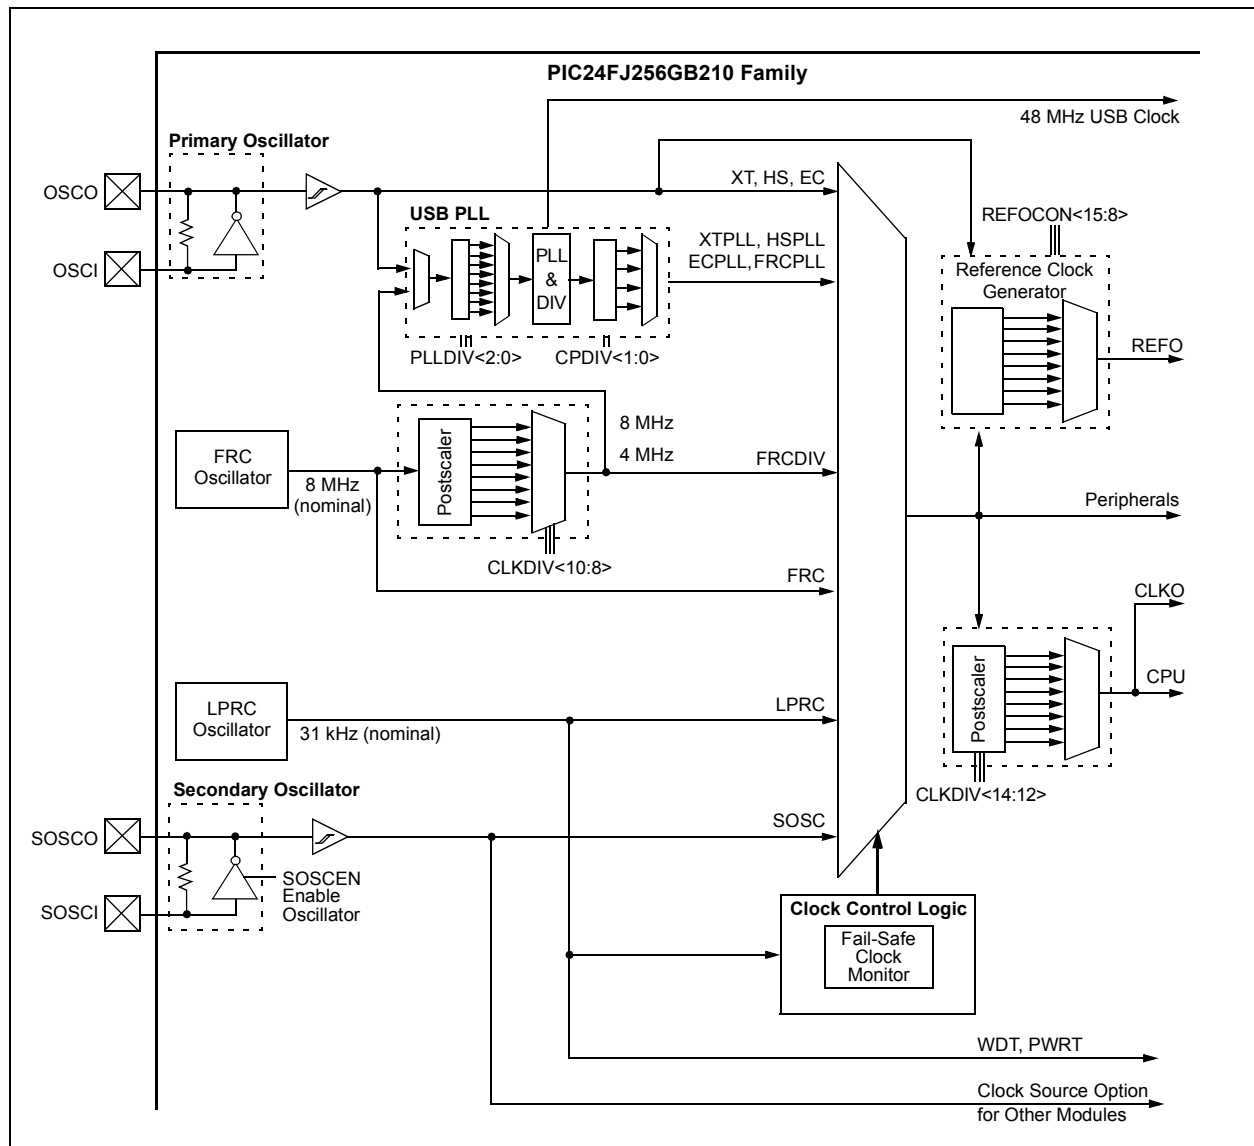 PIC24FJ256GB210 Family
48 MHz USB Clock
Primary Oscillator
OSCO
OSCI
XT, HS, EC
USB PLL
PLL
&
DIV
XTPLL, HSPLL
ECPLL,FRCPLL
PLLDIV<2:0>
CPDIV<1:0>
REFOCON<15:8>
Reference Clock
Generator
REFO
FRC
Oscillator
8 MHz
(nominal)
Postscaler
CLKDIV<10:8>
8 MHz
4 MHz
FRCDIV
FRC
Peripherals
CLKO
CPU
Postscaler
CLKDIV<14:12>
LPRC
Oscillator
31 kHz (nominal)
LPRC
Secondary Oscillator
SOSCO
SOSCI
SOSCEN
Enable
Oscillator
SOSC
Clock Control Logic
Fail-Safe
Clock
Monitor
WDT, PWRT
Clock Source Option
for Other Modules